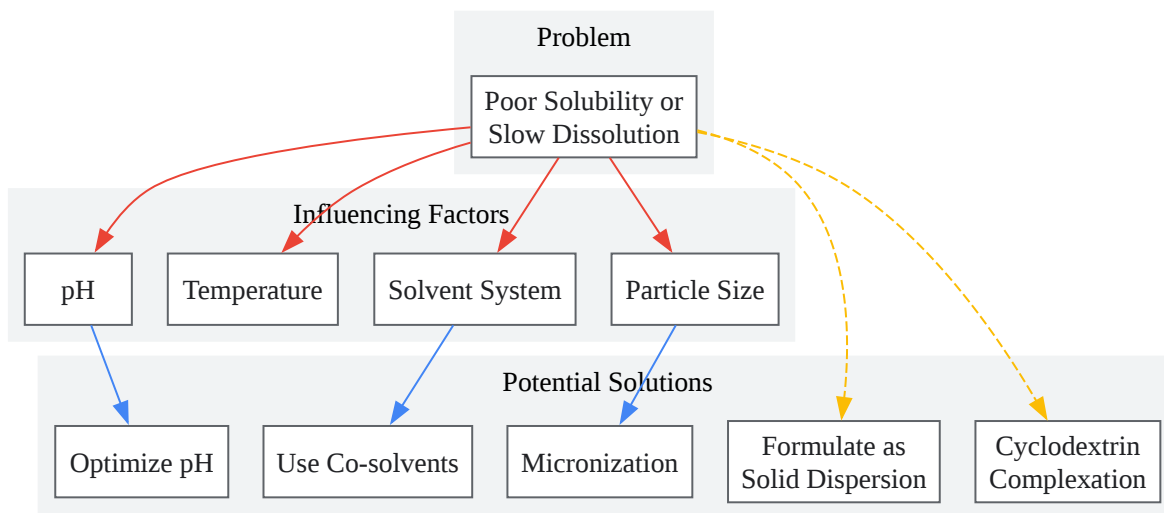 Problem
Poor Solubility or
Slow Dissolution
Influencing Factors
pH
Temperature
Solvent System
Particle Size
Potential Solutions
Optimize pH
Use Co-solvents
Micronization
Formulate as
Solid Dispersion
Cyclodextrin
Complexation